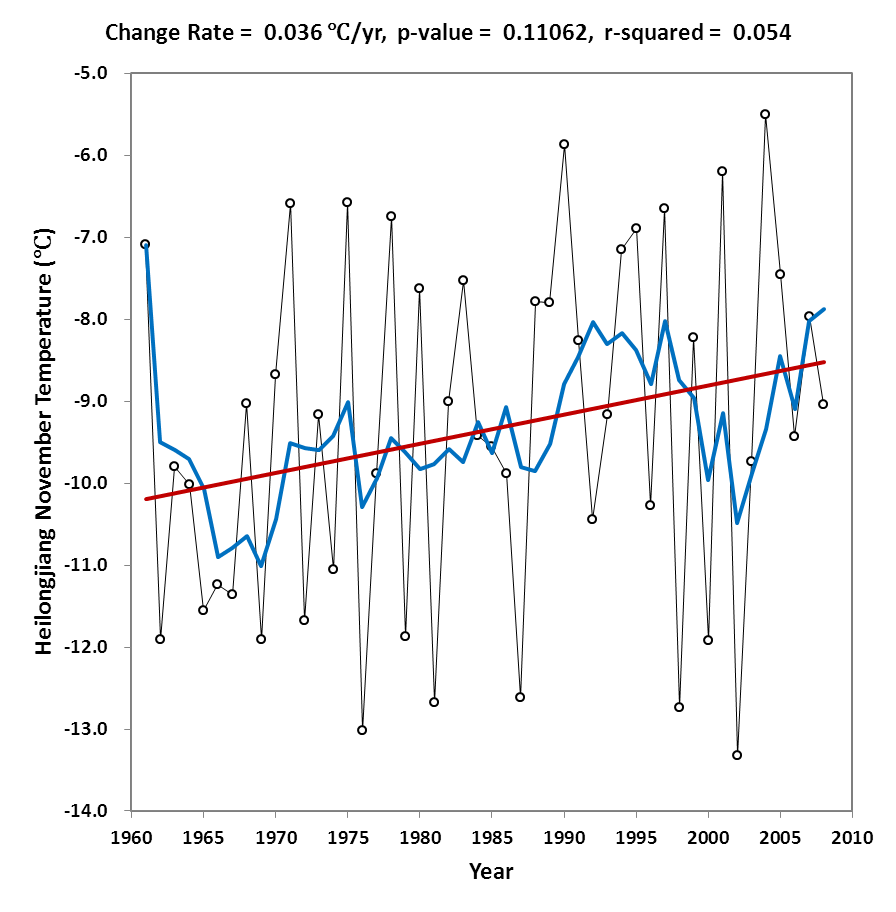 Change Rate = 0.036 ℃/yr, p-value = 0.11062, r-squared = 0.054
-5.0
-6.0
-7.0
-8.0
-9.0
-10.0
-11.0
-12.0
-13.0
-14.0
Heilongjiang November Temperature (℃)
1960 1965 1970 1975 1980 1985 1990 1995 2000 2005 2010
Year